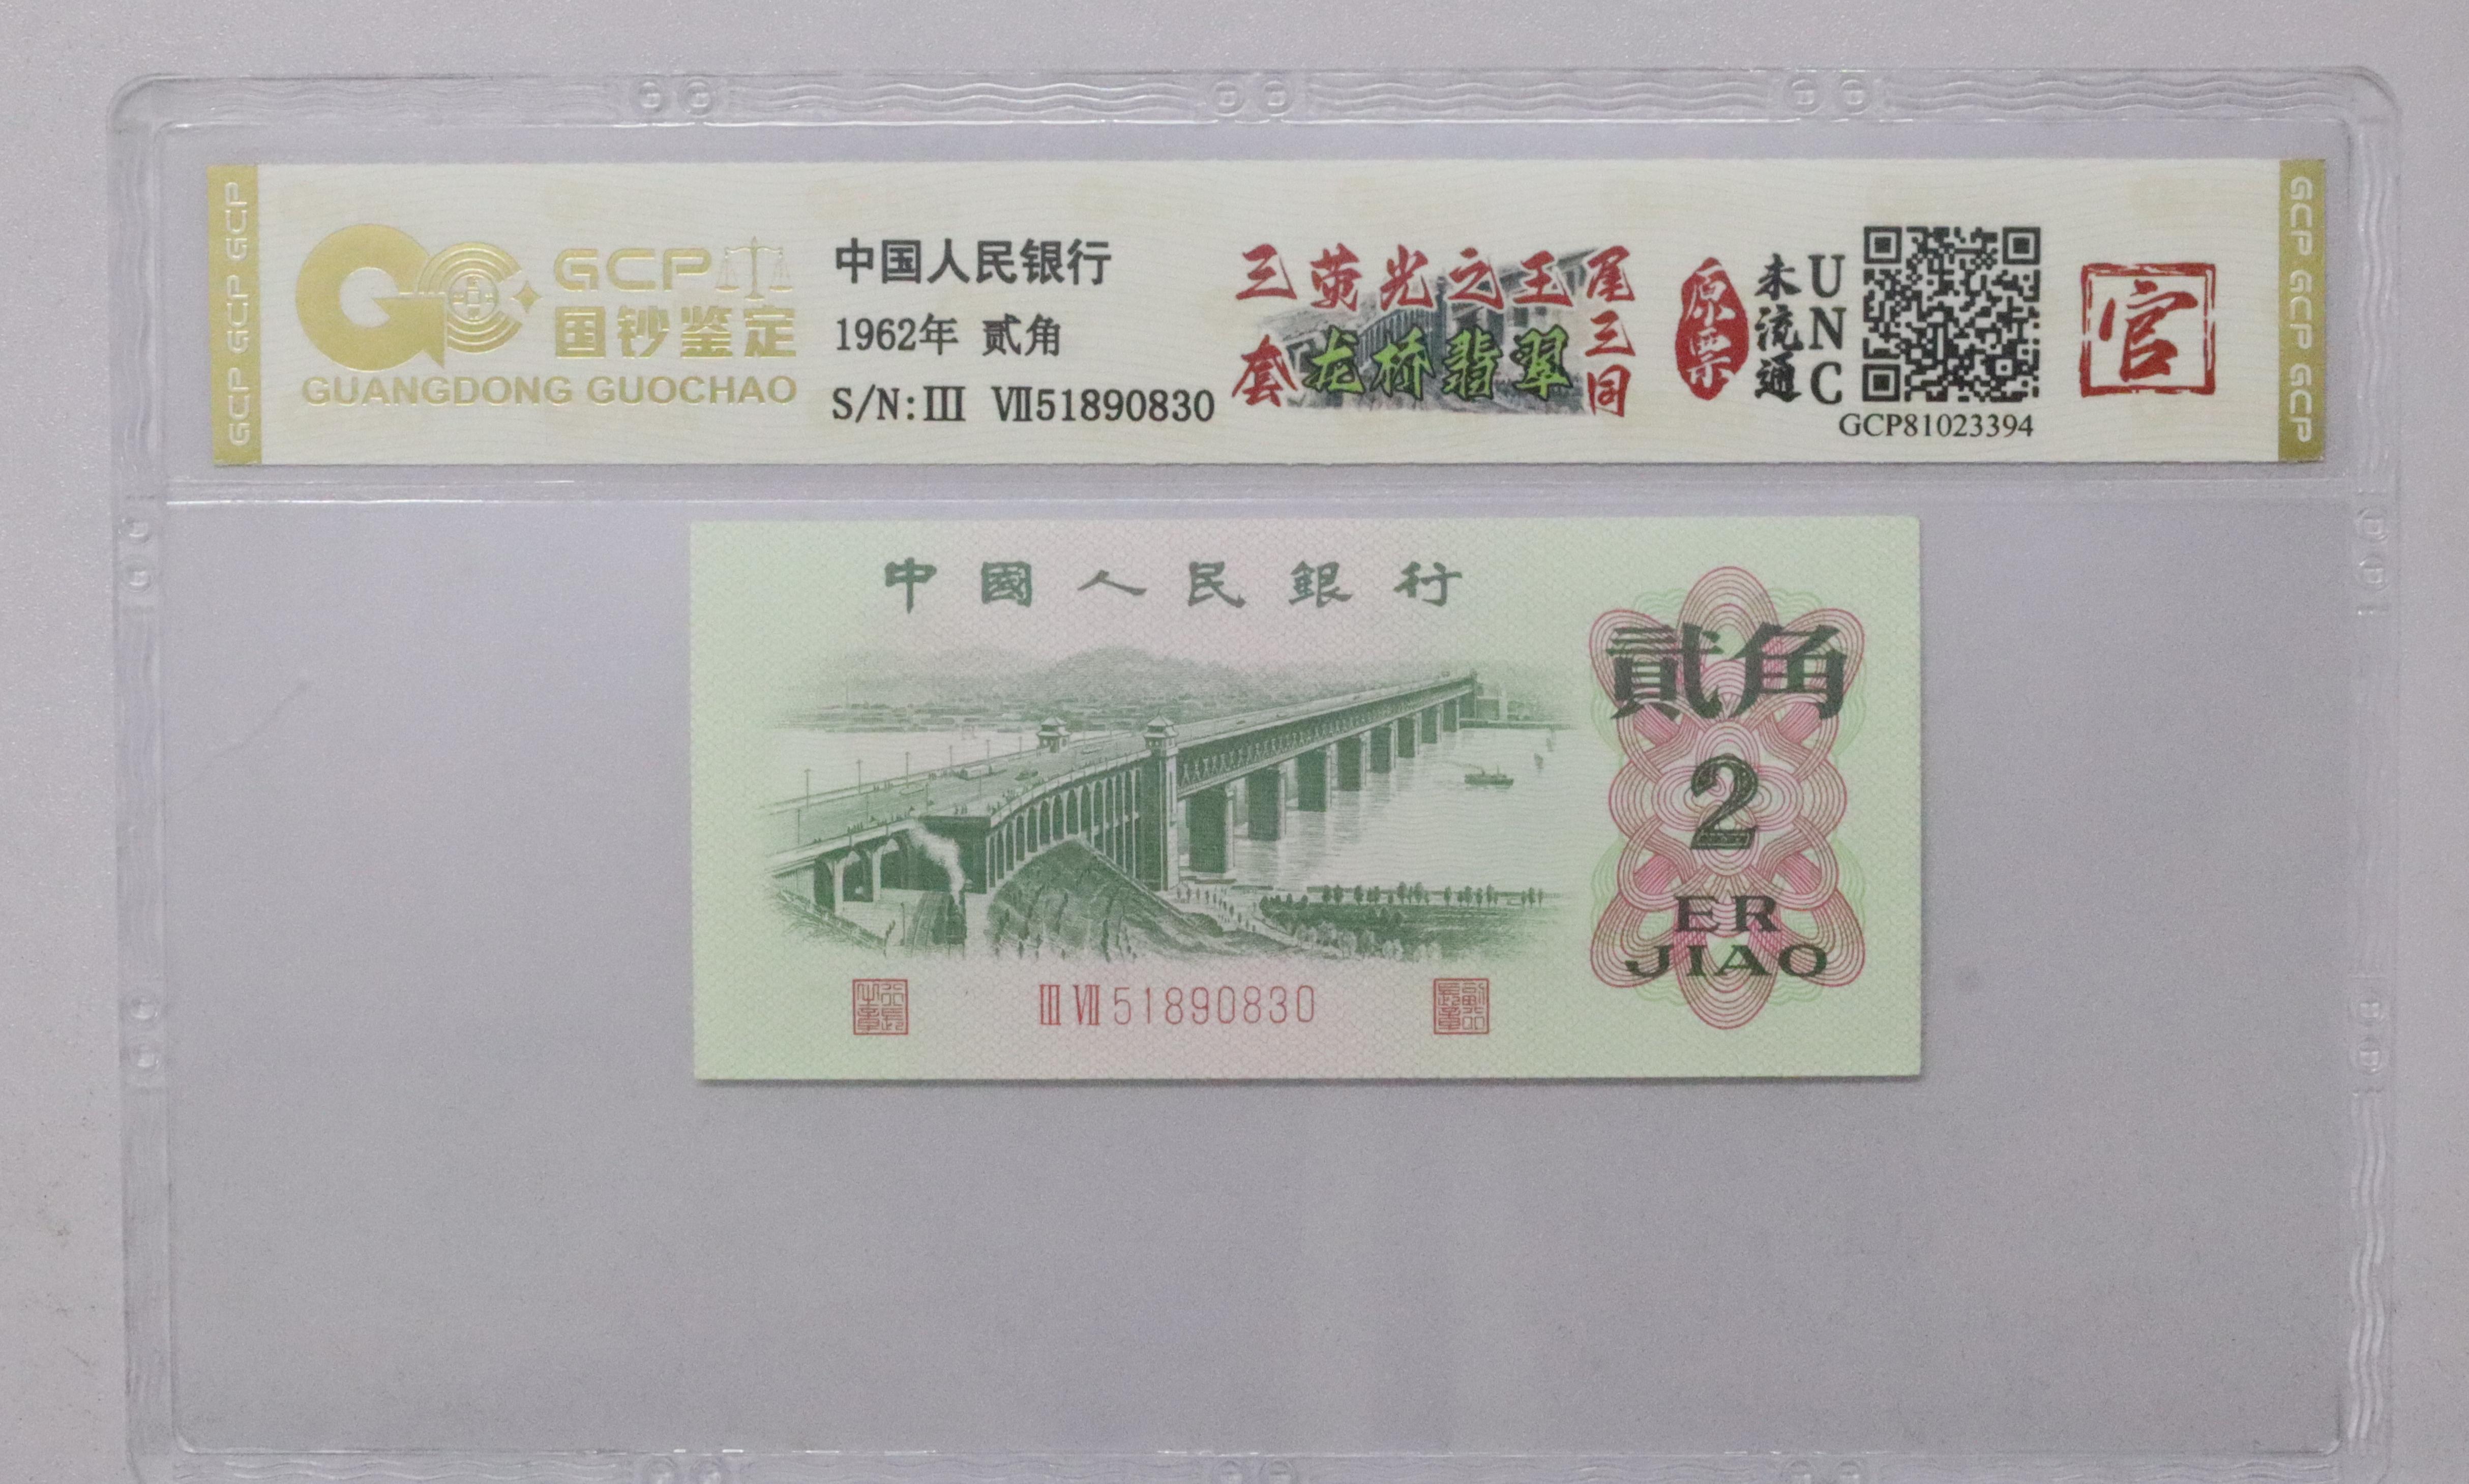 GCP GCP GCP
GCP
国钞鉴定
GUANGDONG GUOCHAO
中国人民银行
1962年 贰角
S/N:III VII51890830
三套
荧光之王
龙桥翡翠
尾三同
原票
未流通
UNC
GCP81023394
官
GCP GCP GCP
中國人民銀行
貳角
2
ER
JIAO
III VII 51890830